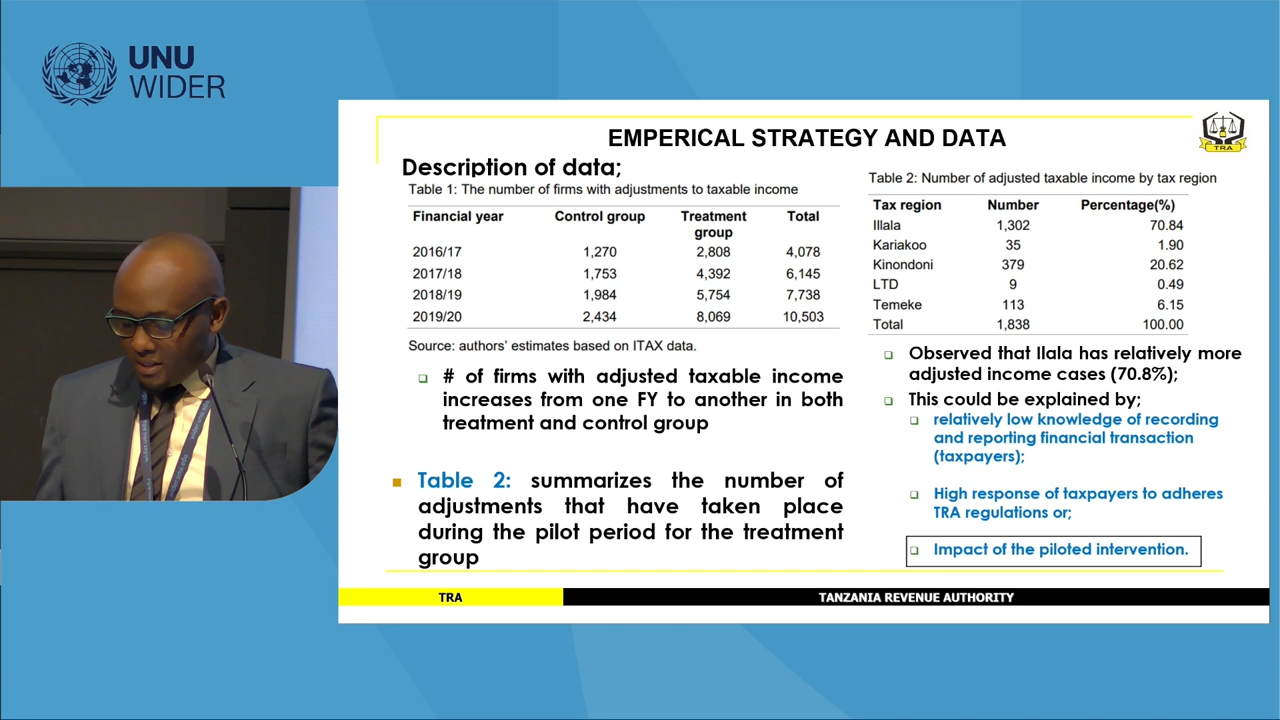 UNU
WIDER
EMPERICAL STRATEGY AND DATA
TRA
Description of data;
Table 1: The number of firms with adjustments to taxable income
Financial year Control group Treatment group Total
2016/17 1,270 2,808 4,078
2017/18 1,753 4,392 6,145
2018/19 1,984 5,754 7,738
2019/20 2,434 8,069 10,503
Source: authors' estimates based on ITAX data.
# of firms with adjusted taxable income
increases from one FY to another in both
treatment and control group
Table 2: summarizes the number of
adjustments that have taken place
during the pilot period for the treatment
group
Table 2: Number of adjusted taxable income by tax region
Tax region Number Percentage(%)
Illala 1,302 70.84
Kariakoo 35 1.90
Kinondoni 379 20.62
LTD 9 0.49
Temeke 113 6.15
Total 1,838 100.00
Observed that Ilala has relatively more
adjusted income cases (70.8%);
This could be explained by;
relatively low knowledge of recording
and reporting financial transaction
(taxpayers);
High response of taxpayers to adheres
TRA regulations or;
Impact of the piloted intervention.
TRA
TANZANIA REVENUE AUTHORITY